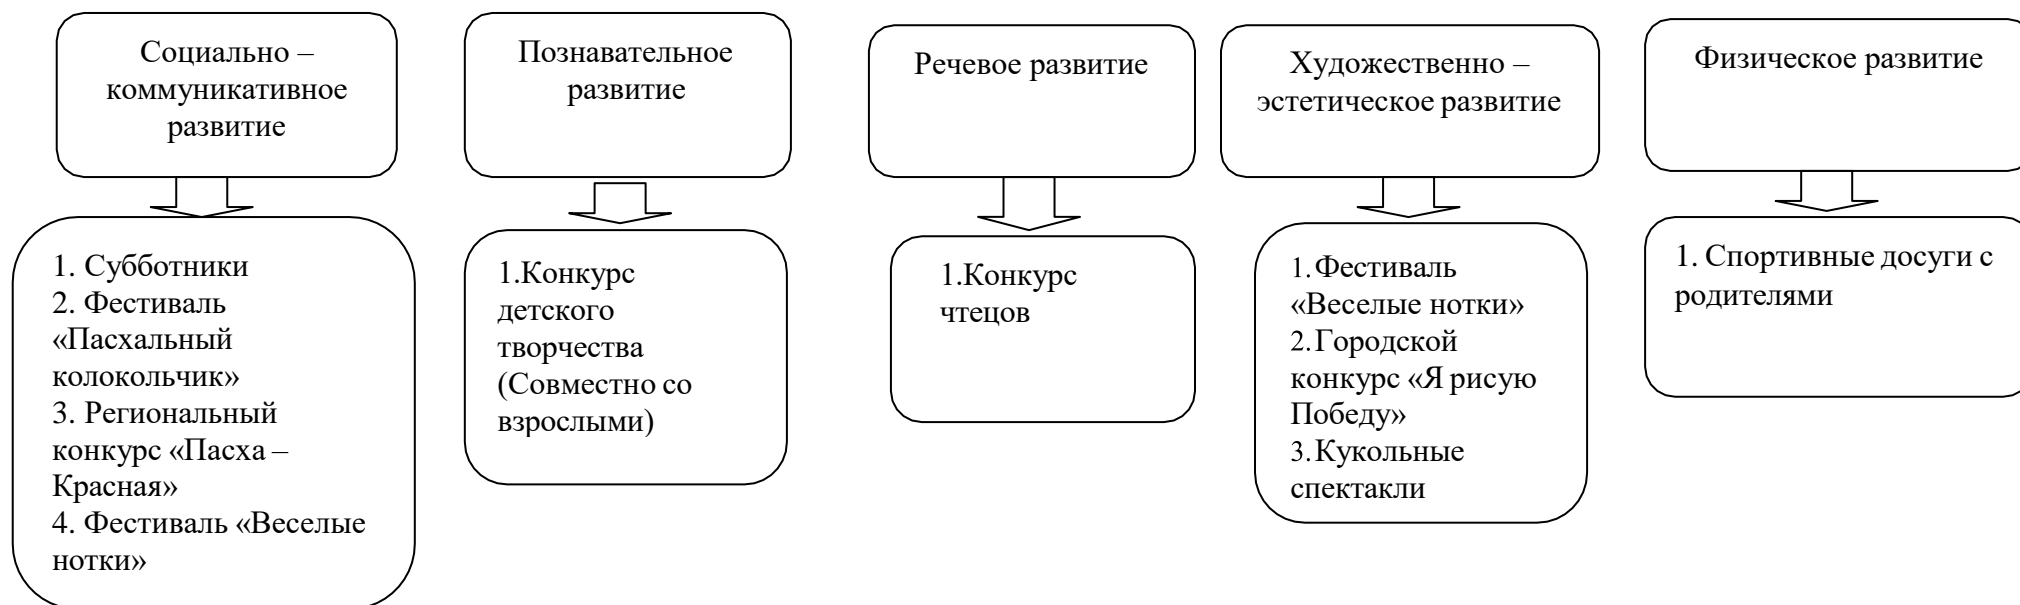 Социально –
коммуникативное
развитие
Познавательное
развитие
Речевое развитие
Художественно –
эстетическое развитие
Физическое развитие
1. Субботники
2. Фестиваль
«Пасхальный
колокольчик»
3. Региональный
конкурс «Пасха –
Красная»
4. Фестиваль «Веселые
нотки»
1.Конкурс
детского
творчества
(Совместно со
взрослыми)
1.Конкурс
чтецов
1.Фестиваль
«Веселые нотки»
2.Городской
конкурс «Я рисую
Победу»
3.Кукольные
спектакли
1. Спортивные досуги с
родителями